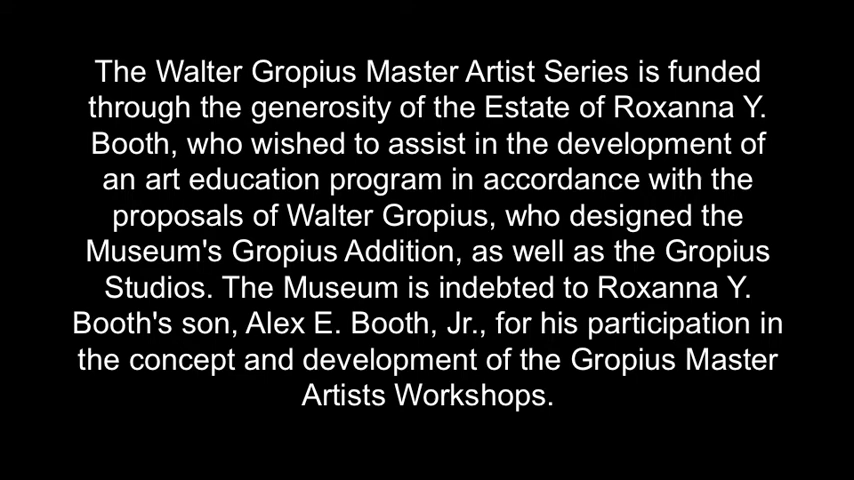 The Walter Gropius Master Artist Series is funded
through the generosity of the Estate of Roxanna Y.
Booth, who wished to assist in the development of
an art education program in accordance with the
proposals of Walter Gropius, who designed the
Museum's Gropius Addition, as well as the Gropius
Studios. The Museum is indebted to Roxanna Y.
Booth's son, Alex E. Booth, Jr., for his participation in
the concept and development of the Gropius Master
Artists Workshops.